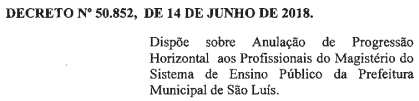 DECRETO Nº 50.852, DE 14 DE JUNHO DE 2018.
Dispõe sobre Anulação de Progressão
Horizontal aos Profissionais do Magistério do
Sistema de Ensino Público da Prefeitura
Municipal de São Luís.